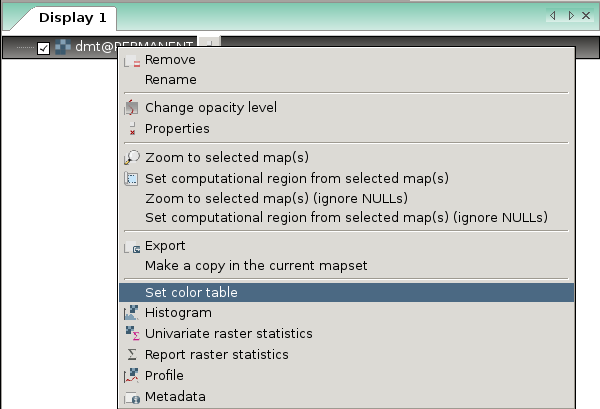 Display 1
dmt@PERMANENT
Remove
Rename
Change opacity level
Properties
Zoom to selected map(s)
Set computational region from selected map(s)
Zoom to selected map(s) (ignore NULLs)
Set computational region from selected map(s) (ignore NULLs)
Export
Make a copy in the current mapset
Set color table
Histogram
Univariate raster statistics
Report raster statistics
Profile
Metadata